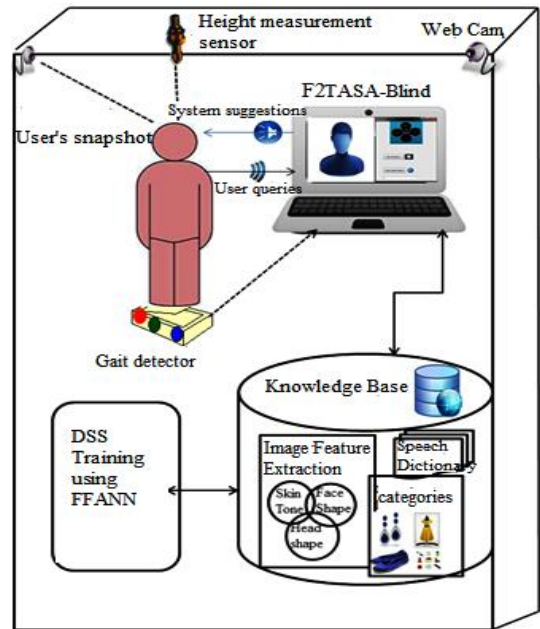 Height measurement
sensor
Web Cam
F2TASA-Blind
System suggestions
User's snapshot
User queries
Gait detector
Knowledge Base
DSS
Training
using
FFANN
Image Feature
Extraction
Skin
Tone
Face
Shape
Head
shape
Speech
Dictionary
categories